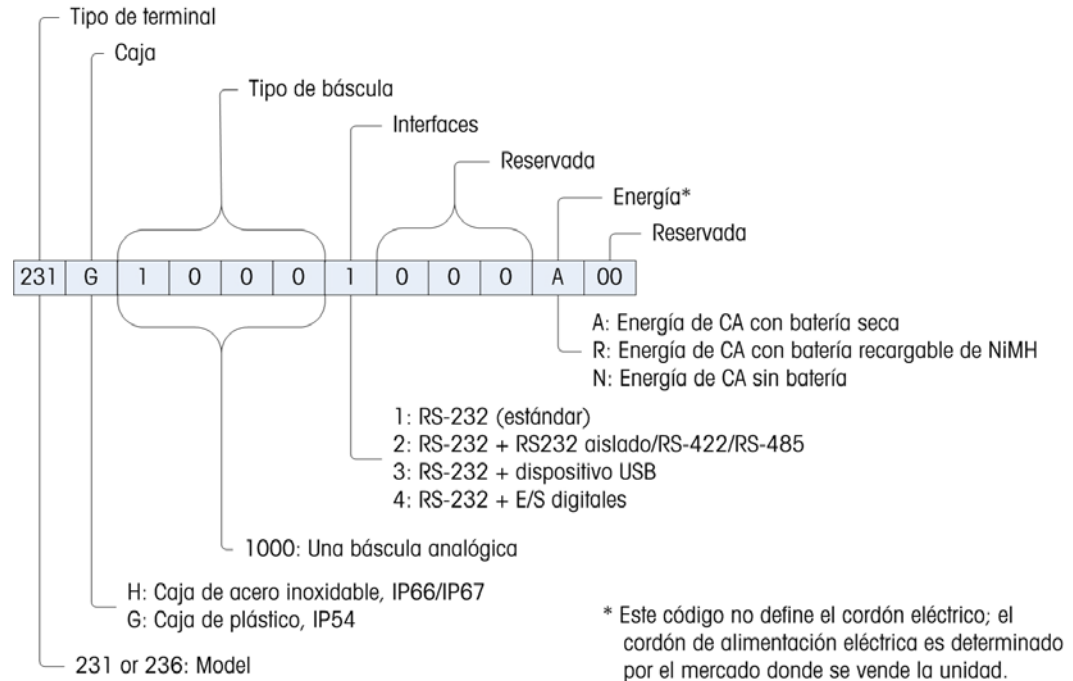 Tipo de terminal
Caja
Tipo de báscula
Interfaces
Reservada
Energía*
Reservada
231 G 1 0 0 0 1 0 0 0 A 00
A: Energía de CA con batería seca
R: Energía de CA con batería recargable de NiMH
N: Energía de CA sin batería
1: RS-232 (estándar)
2: RS-232 + RS232 aislado/RS-422/RS-485
3: RS-232 + dispositivo USB
4: RS-232 + E/S digitales
1000: Una báscula analógica
H: Caja de acero inoxidable, IP66/IP67
G: Caja de plástico, IP54
231 or 236: Model
* Este código no define el cordón eléctrico; el
cordón de alimentación eléctrica es determinado
por el mercado donde se vende la unidad.